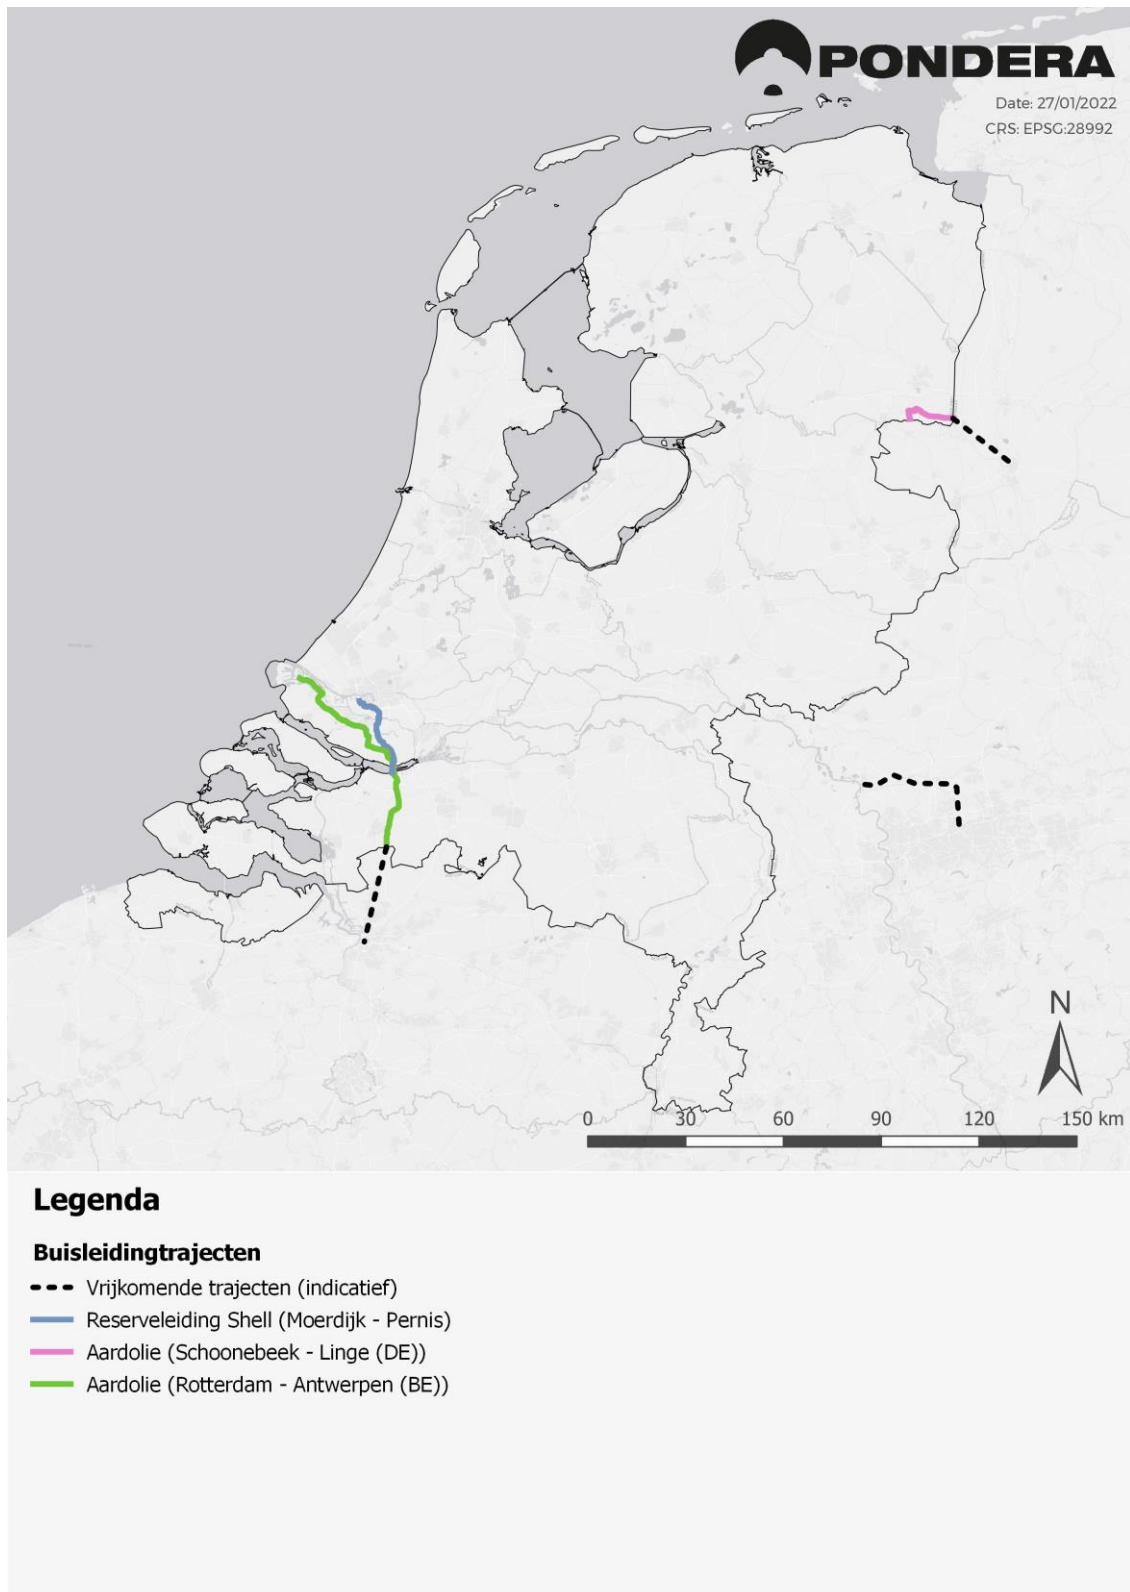 PONDERA
Date: 27/01/2022
CRS: EPSG:28992
N
0 30 60 90 120 150 km
Legenda
Buisleidingtrajecten
Vrijkomende trajecten (indicatief)
Reserveleiding Shell (Moerdijk - Pernis)
Aardolie (Schoonebeek - Linge (DE))
Aardolie (Rotterdam - Antwerpen (BE))